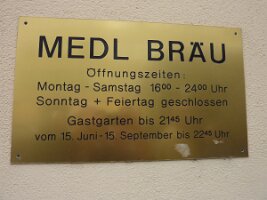 MEDL BRÄU
Öffnungszeiten:
Montag - Samstag 16⁰⁰ - 24⁰⁰ Uhr
Sonntag + Feiertag geschlossen
Gastgarten bis 21⁴⁵ Uhr
vom 15. Juni - 15. September bis 22⁴⁵ Uhr